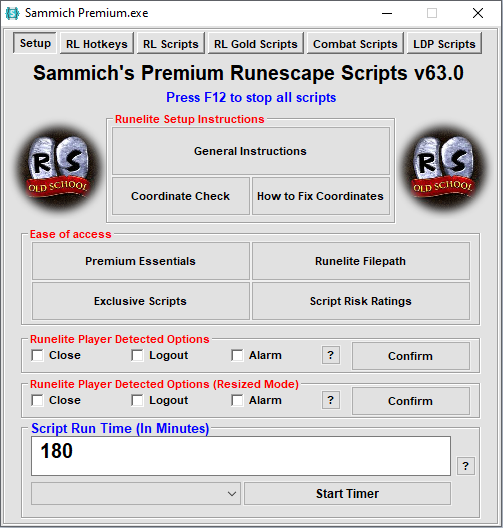 Sammich Premium.exe
Setup RL Hotkeys RL Scripts RL Gold Scripts Combat Scripts LDP Scripts
Sammich's Premium Runescape Scripts v63.0
Press F12 to stop all scripts
Runelite Setup Instructions
General Instructions
Coordinate Check How to Fix Coordinates
R S
OLD SCHOOL
R S
OLD SCHOOL
Ease of access
Premium Essentials Runelite Filepath
Exclusive Scripts Script Risk Ratings
Runelite Player Detected Options
Close Logout Alarm ? Confirm
Runelite Player Detected Options (Resized Mode)
Close Logout Alarm ? Confirm
Script Run Time (In Minutes)
180
?
Start Timer